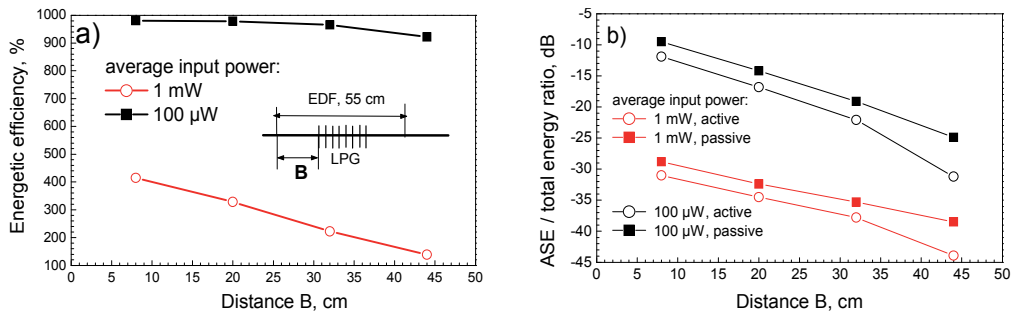 a)
Energetic efficiency, %
1000
900
800
700
600
500
400
300
200
100
average input power:
1 mW
100 µW
EDF, 55 cm
B
LPG
0 5 10 15 20 25 30 35 40 45 50
Distance B, cm
b)
ASE / total energy ratio, dB
-5
-10
-15
-20
-25
-30
-35
-40
-45
average input power:
1 mW, active
1 mW, passive
100 µW, active
100 µW, passive
0 5 10 15 20 25 30 35 40 45 50
Distance B, cm